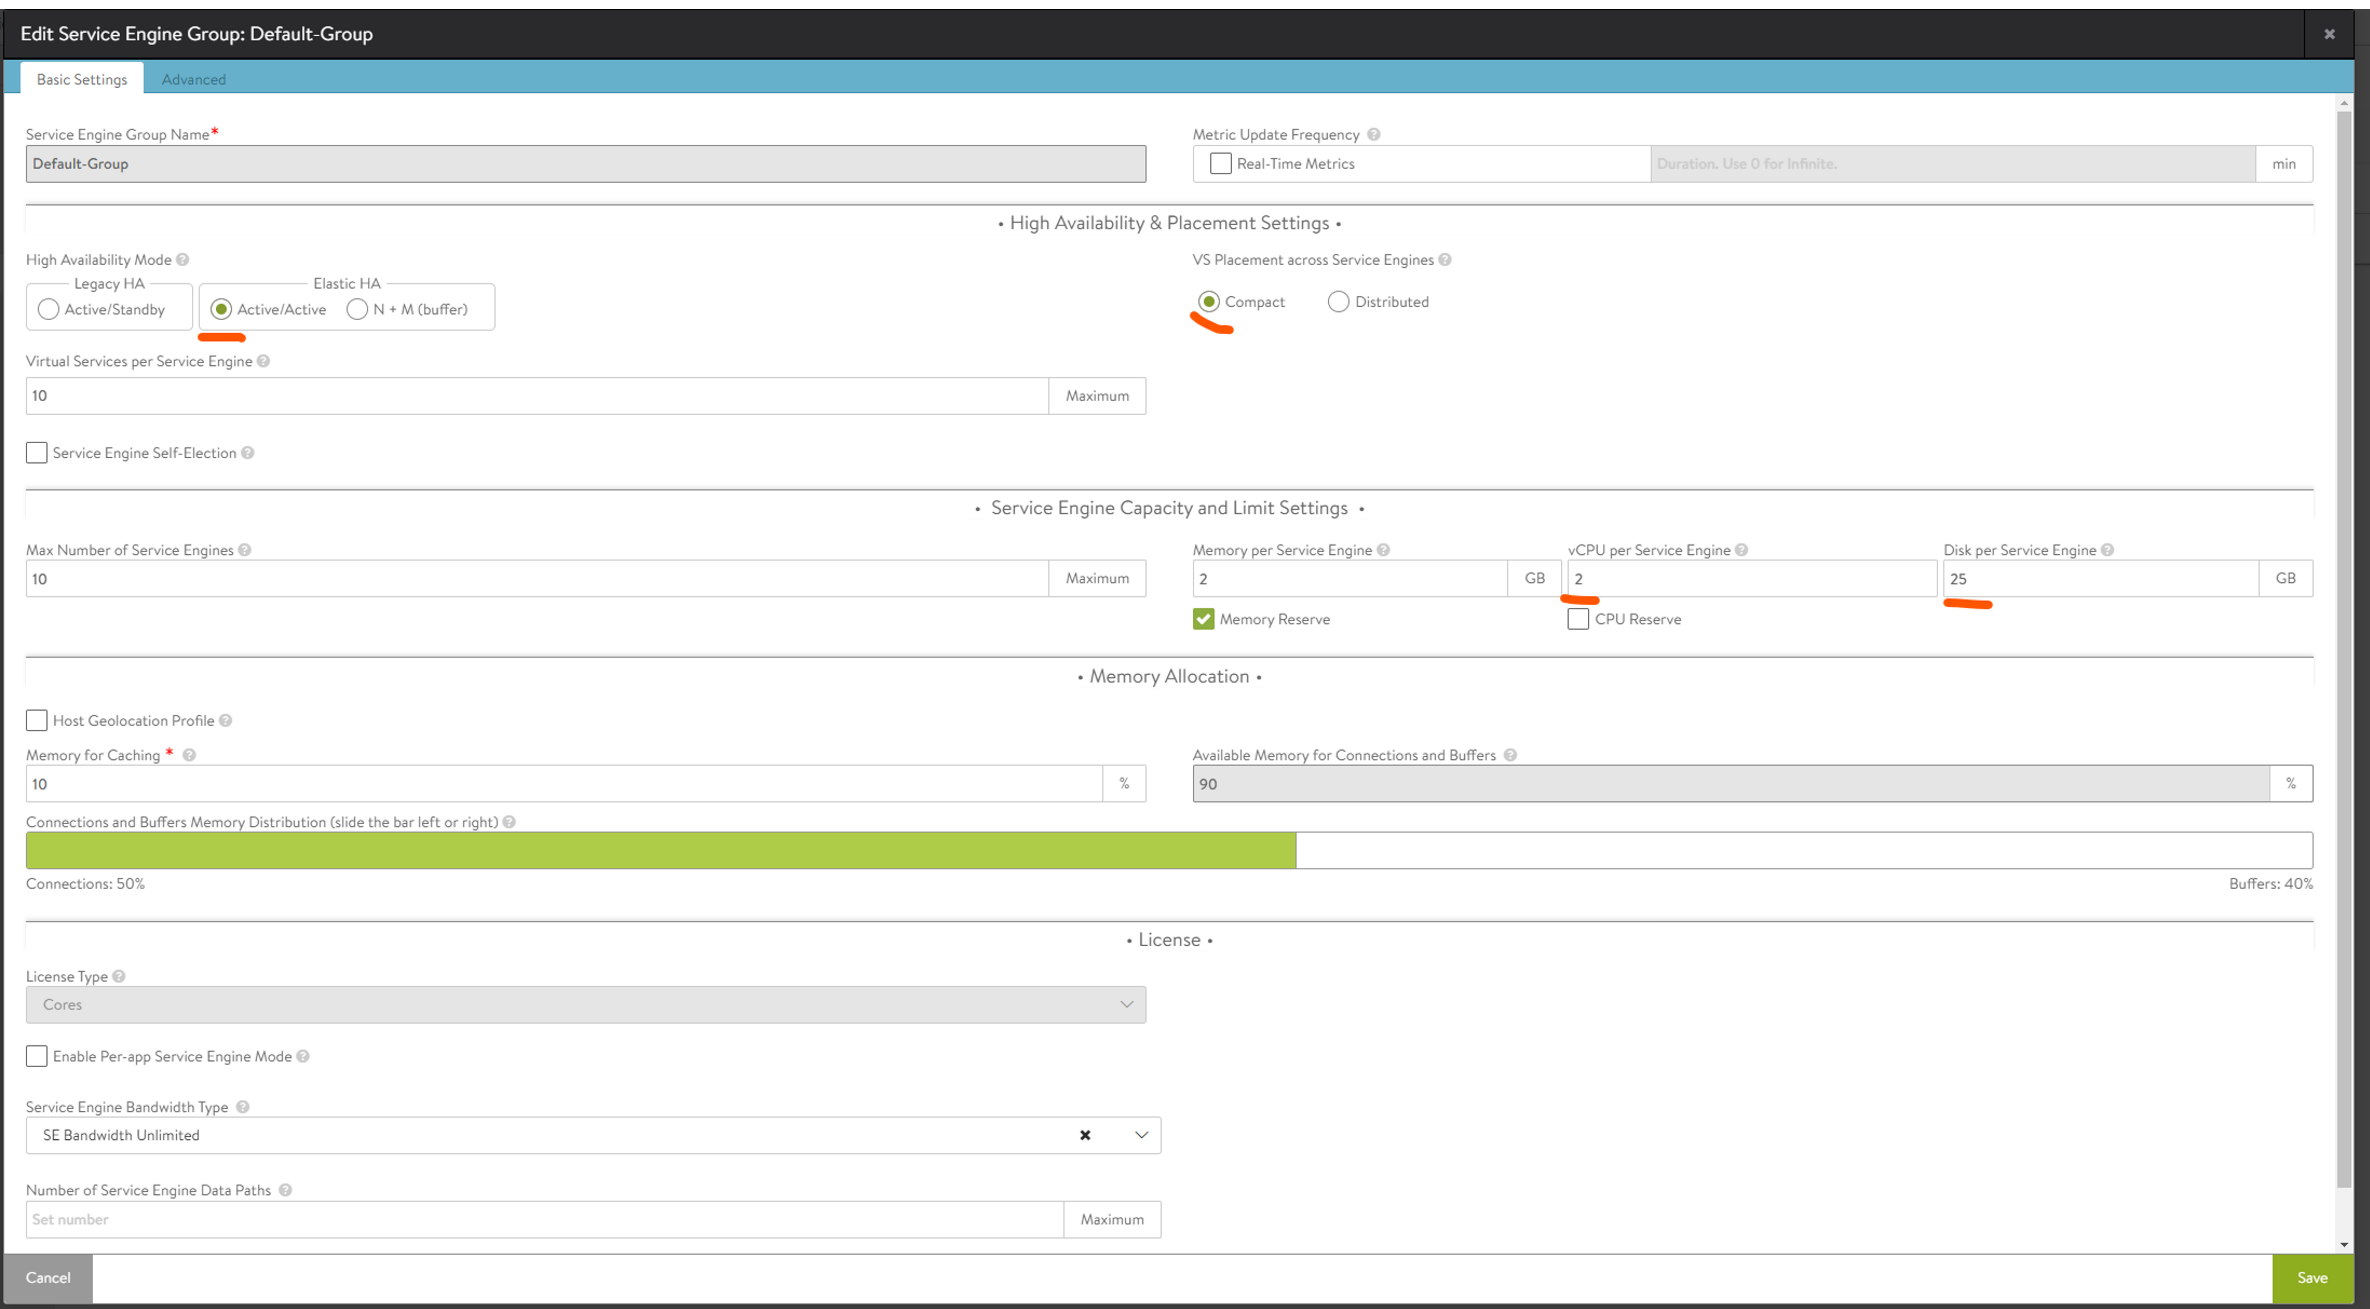 Edit Service Engine Group: Default-Group
Basic Settings
Advanced
Service Engine Group Name*
Metric Update Frequency
Default-Group
Real-Time Metrics
Duration. Use 0 for Infinite.
min
• High Availability & Placement Settings •
High Availability Mode
VS Placement across Service Engines
Legacy HA
Elastic HA
Active/Standby
Active/Active
N + M (buffer)
Compact
Distributed
Virtual Services per Service Engine
10
Maximum
Service Engine Self-Election
• Service Engine Capacity and Limit Settings •
Max Number of Service Engines
Memory per Service Engine
vCPU per Service Engine
Disk per Service Engine
10
Maximum
2
GB
2
25
GB
Memory Reserve
CPU Reserve
• Memory Allocation •
Host Geolocation Profile
Memory for Caching *
Available Memory for Connections and Buffers
10
%
90
%
Connections and Buffers Memory Distribution (slide the bar left or right)
Connections: 50%
Buffers: 40%
• License •
License Type
Cores
Enable Per-app Service Engine Mode
Service Engine Bandwidth Type
SE Bandwidth Unlimited
Number of Service Engine Data Paths
Set number
Maximum
Cancel
Save